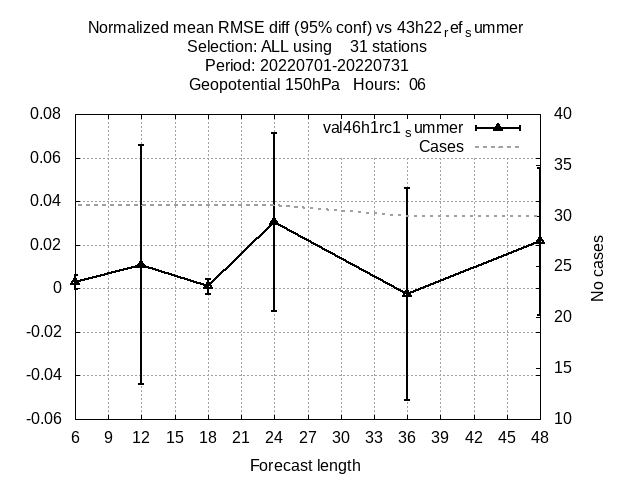 Normalized mean RMSE diff (95% conf) vs 43h22ref summer
Selection: ALL using 31 stations
Period: 20220701-20220731
Geopotential 150hPa Hours: 06
0.08
0.06
0.04
0.02
0
-0.02
-0.04
-0.06
val46h1rc1summer
Cases
40
35
30
25
20
15
10
No cases
6 9 12 15 18 21 24 27 30 33 36 39 42 45 48
Forecast length